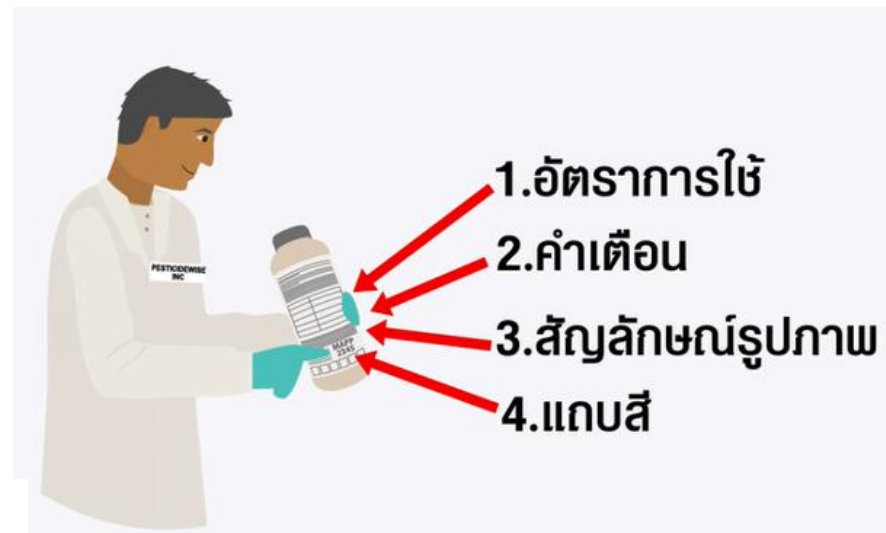 1.อัตราการใช้
2.คำเตือน
3.สัญลักษณ์รูปภาพ
4.แถบสี
PESTICIDEWISE
INC
MAPP
2345